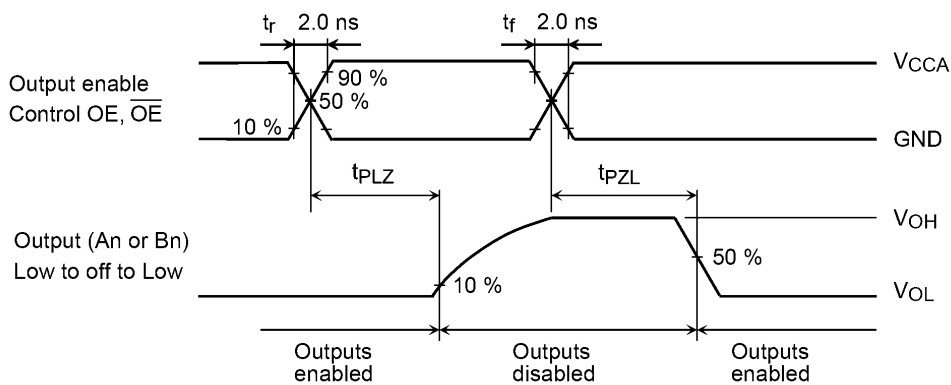 tr 2.0 ns tf 2.0 ns
Output enable
Control OE, OE
90 %
50 %
10 %
VCCA
GND
tPLZ tPZL
Output (An or Bn)
Low to off to Low
10 %
50 %
VOH
VOL
Outputs
enabled
Outputs
disabled
Outputs
enabled